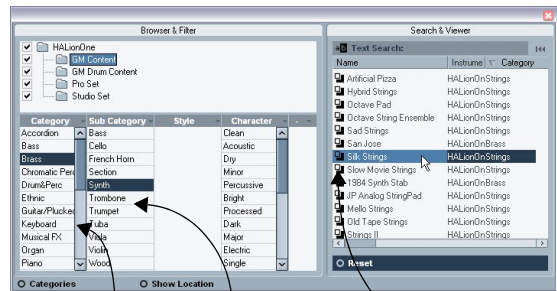 Browser & Filter
HALionOne
GM Content
GM Drum Content
Pro Set
Studio Set
Category Sub Category Style Character
Accordion Bass Clean
Bass Cello Acoustic
Brass French Horn Dry
Chromatic Perc Section Minor
Drum&Perc Synth Percussive
Ethnic Trombone Bright
Guitar/Plucked Trumpet Processed
Keyboard Tuba Dark
Musical FX Viola Major
Organ Violin Electric
Piano Wood Single
Categories Show Location
Search & Viewer
Text Search:
Name Instrume Category
Artificial Pizza HALionOnStrings
Hybrid Strings HALionOnStrings
Octave Pad HALionOnStrings
Octave String Ensemble HALionOnStrings
Sad Strings HALionOnStrings
San Jose HALionOnBrass
Silk Strings HALionOnStrings
Slow Movie Strings HALionOnStrings
1984 Synth Stab HALionOnBrass
JP Analog StringPad HALionOnStrings
Mello Strings HALionOnStrings
Old Tape Strings HALionOnStrings
Strings II HALionOnStrings
Reset